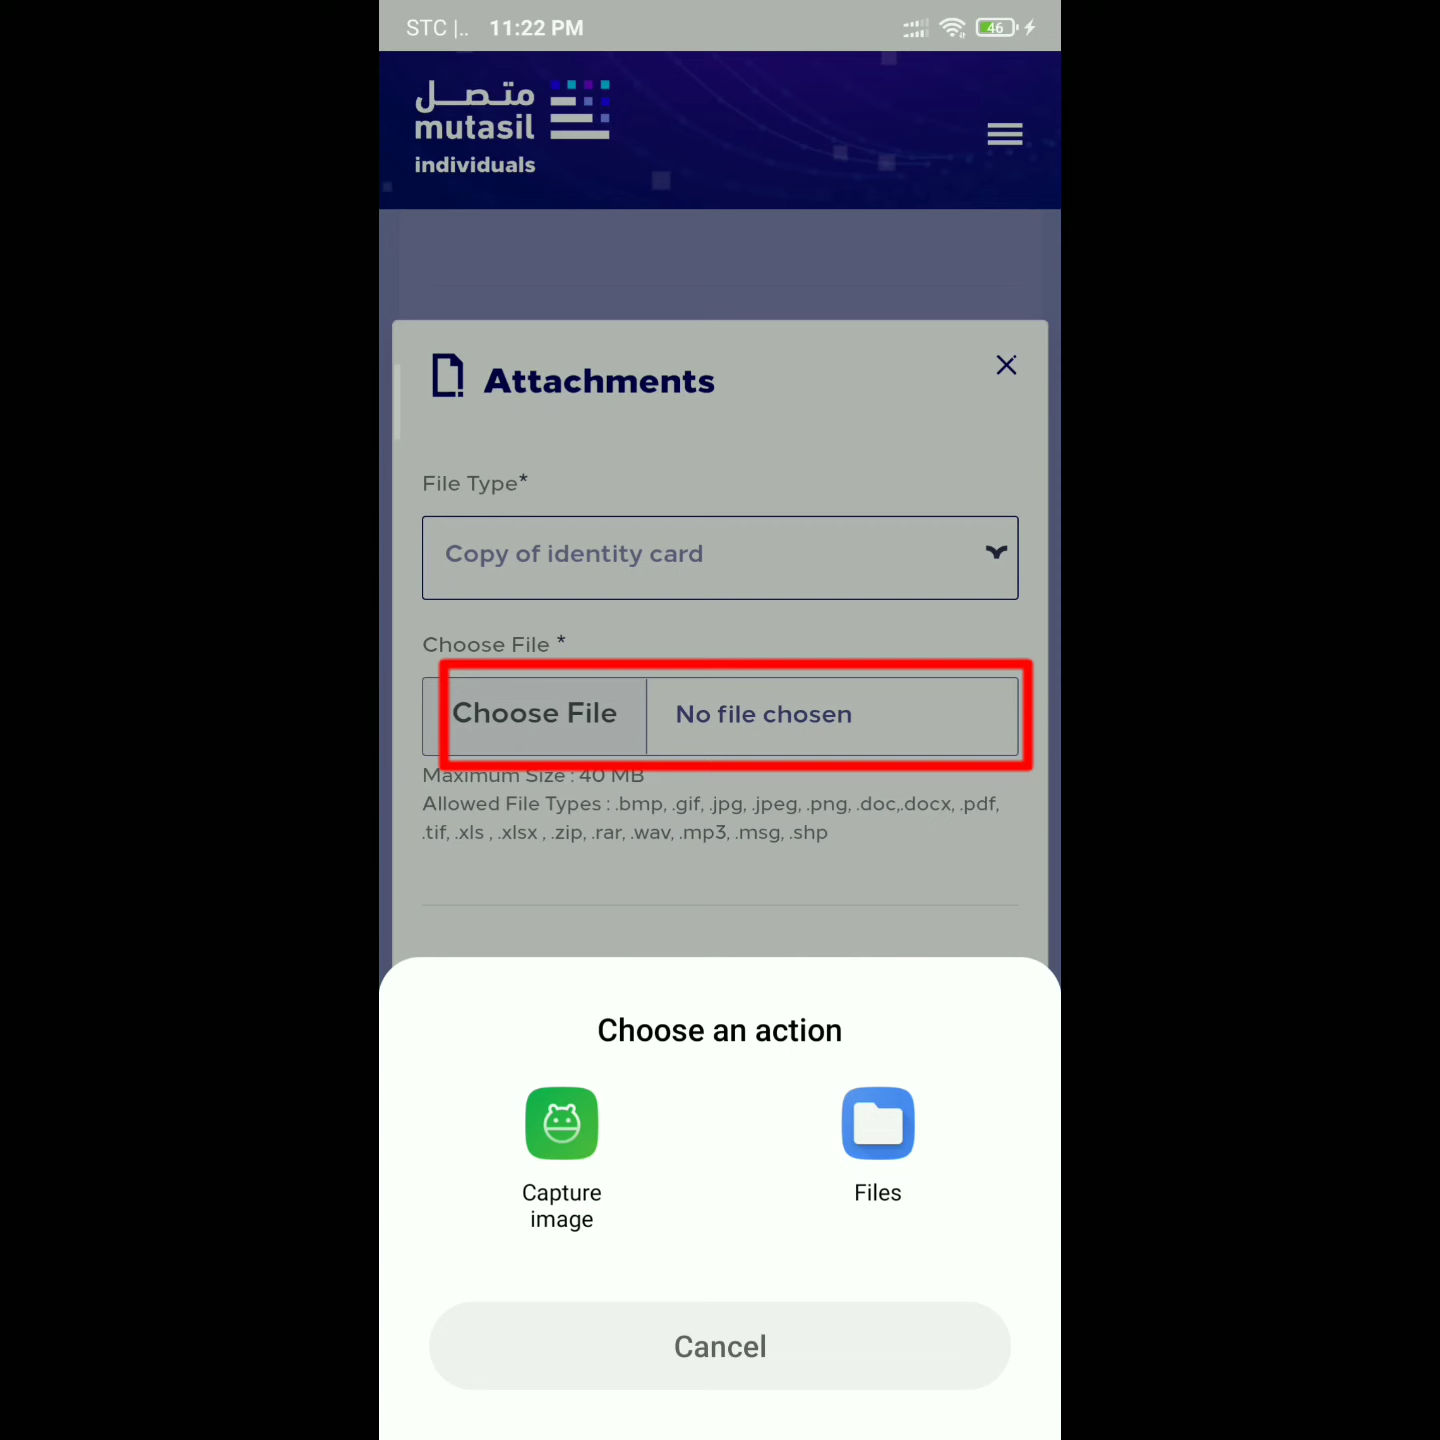 STC |..
11:22 PM
46
متصل
mutasil
individuals
Attachments
File Type*
Copy of identity card
Choose File *
Choose File
No file chosen
Maximum Size : 40 MB
Allowed File Types : .bmp, .gif, .jpg, .jpeg, .png, .doc,.docx, .pdf,
.tif, .xls , .xlsx , .zip, .rar, .wav, .mp3, .msg, .shp
Choose an action
Capture
image
Files
Cancel